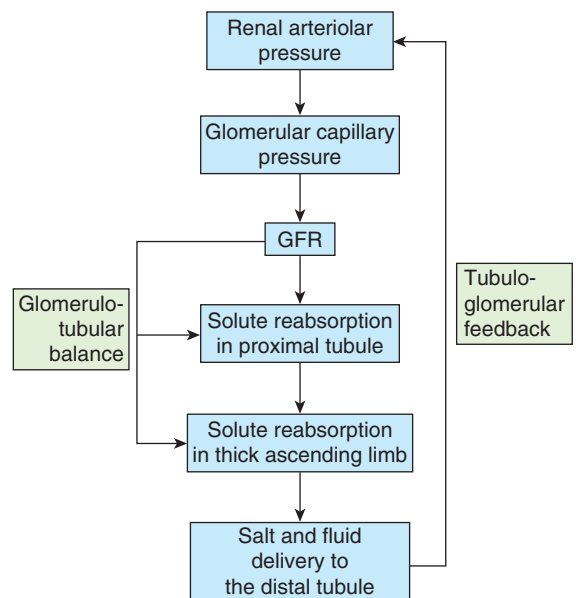 Renal arteriolar
pressure
Glomerular capillary
pressure
GFR
Glomerulo-
tubular
balance
Tubulo-
glomerular
feedback
Solute reabsorption
in proximal tubule
Solute reabsorption
in thick ascending limb
Salt and fluid
delivery to
the distal tubule